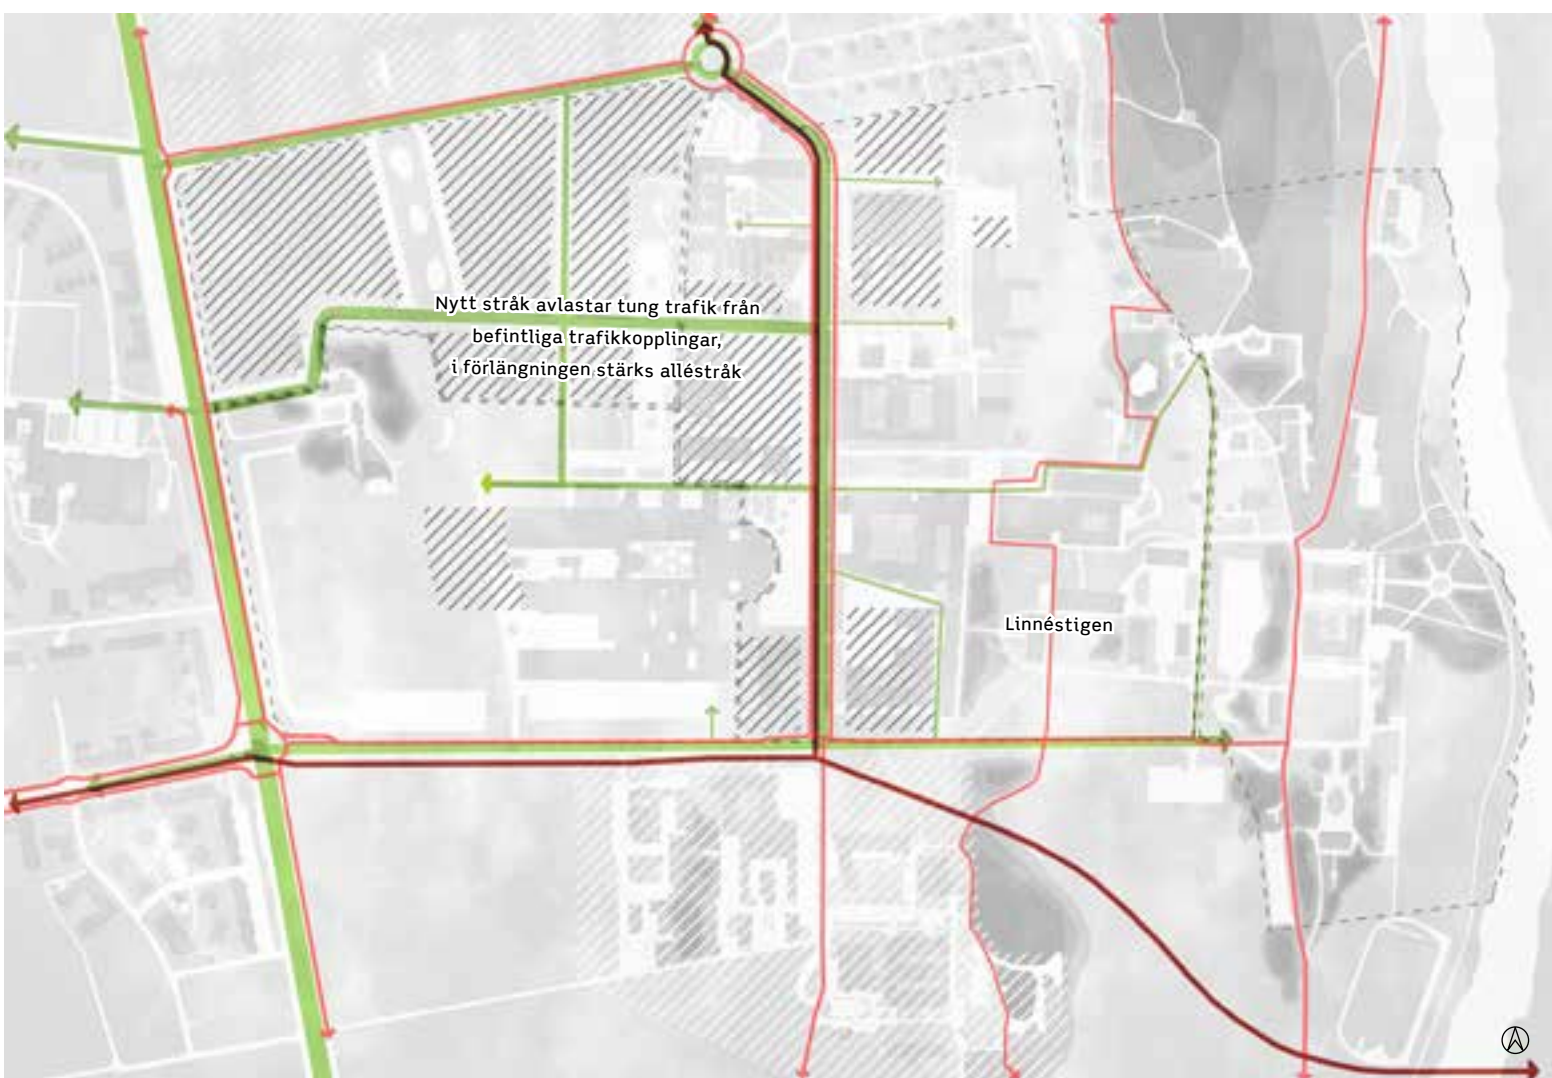 Nytt stråk avlastar tung trafik från
befintliga trafikkopplingar,
i förlängningen stärks alléstråk
Linnéstigen